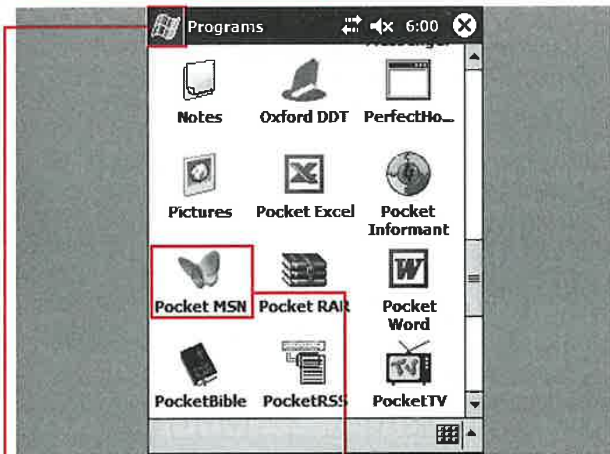 Programs 6:00
Notes Oxford DDT PerfectHo...
Pictures Pocket Excel Pocket
Informant
Pocket MSN Pocket RAR Pocket
Word
PocketBible PocketRSS PocketTV